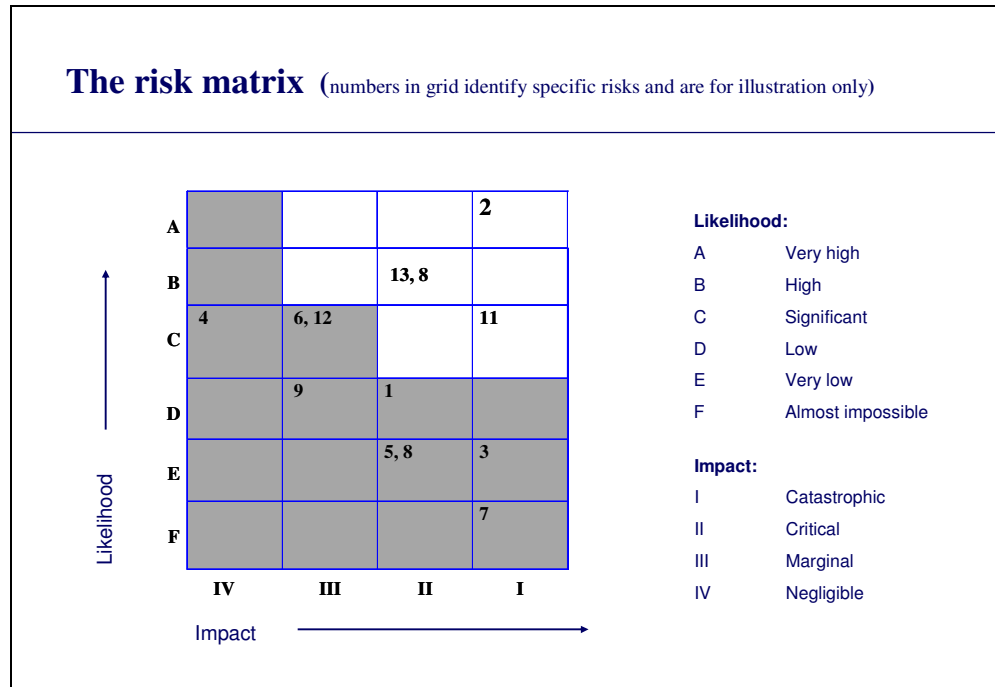 The risk matrix (numbers in grid identify specific risks and are for illustration only)
A
2
B
13, 8
C
4
6, 12
11
D
9
1
E
5, 8
3
F
7
IV
III
II
I
Likelihood
Impact
Likelihood:
A Very high
B High
C Significant
D Low
E Very low
F Almost impossible
Impact:
I Catastrophic
II Critical
III Marginal
IV Negligible